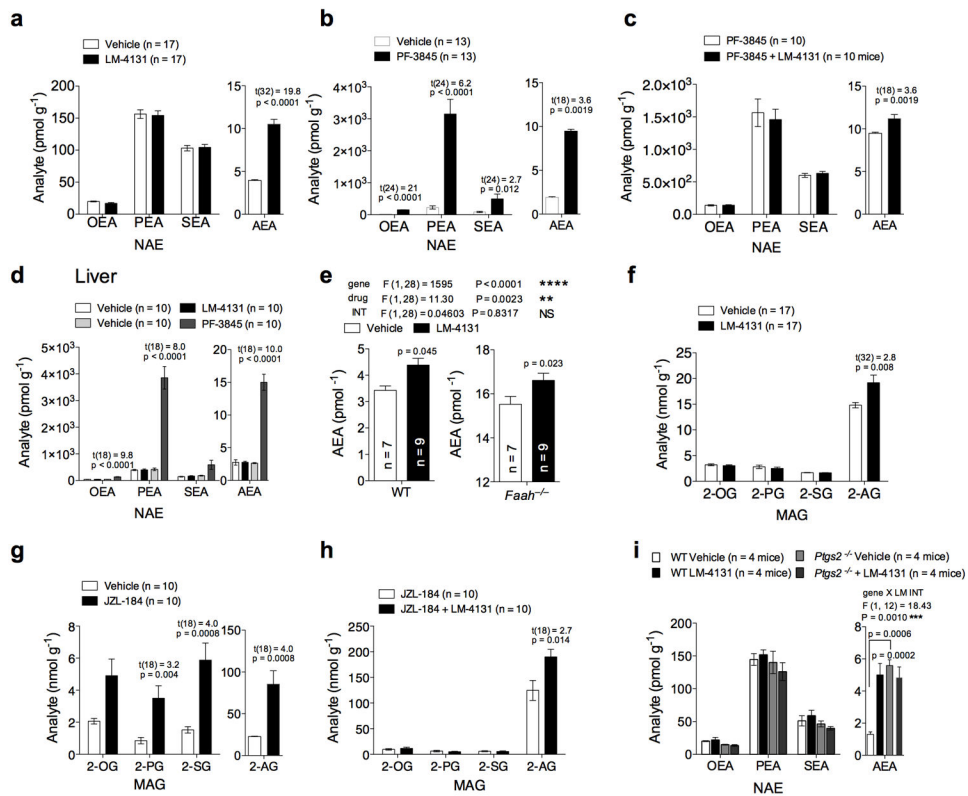 a
Vehicle (n = 17)
LM-4131 (n = 17)
Analyte (pmol g⁻¹)
200
150
100
50
0
OEA PEA SEA
NAE
t(32) = 19.8
p < 0.0001
15
10
5
0
AEA
b
Vehicle (n = 13)
PF-3845 (n = 13)
Analyte (pmol g⁻¹)
4×10³
3×10³
2×10³
1×10³
0
t(24) = 21
p < 0.0001
t(24) = 6.2
p < 0.0001
t(24) = 2.7
p = 0.012
OEA PEA SEA
NAE
t(18) = 3.6
p = 0.0019
15
10
5
0
AEA
c
PF-3845 (n = 10)
PF-3845 + LM-4131 (n = 10 mice)
Analyte (pmol g⁻¹)
2.0×10³
1.5×10³
1.0×10³
5.0×10²
0.0
OEA PEA SEA
NAE
t(18) = 3.6
p = 0.0019
15
10
5
0
AEA
d Liver
Vehicle (n = 10) LM-4131 (n = 10)
Vehicle (n = 10) PF-3845 (n = 10)
Analyte (pmol g⁻¹)
5×10³
4×10³
3×10³
2×10³
1×10³
0
t(18) = 9.8
p < 0.0001
t(18) = 8.0
p < 0.0001
OEA PEA SEA
NAE
t(18) = 10.0
p < 0.0001
20
15
10
5
0
AEA
e
gene F (1, 28) = 1595 P < 0.0001 ****
drug F (1, 28) = 11.30 P = 0.0023 **
INT F (1, 28) = 0.04603 P = 0.8317 NS
Vehicle LM-4131
AEA (pmol ⁻¹)
5
4
3
2
1
0
p = 0.045
n = 7
n = 9
WT
AEA (pmol ⁻¹)
18
16
14
12
p = 0.023
n = 7
n = 9
Faah⁻/⁻
f
Vehicle (n = 17)
LM-4131 (n = 17)
Analyte (nmol g⁻¹)
25
20
15
10
5
0
t(32) = 2.8
p = 0.008
2-OG 2-PG 2-SG 2-AG
MAG
g
Vehicle (n = 10)
JZL-184 (n = 10)
Analyte (nmol g⁻¹)
8
6
4
2
0
t(18) = 3.2
p = 0.004
t(18) = 4.0
p = 0.0008
2-OG 2-PG 2-SG
MAG
t(18) = 4.0
p = 0.0008
150
100
50
0
2-AG
h
JZL-184 (n = 10)
JZL-184 + LM-4131 (n = 10)
Analyte (nmol g⁻¹)
250
200
150
100
50
0
t(18) = 2.7
p = 0.014
2-OG 2-PG 2-SG 2-AG
MAG
i
WT Vehicle (n = 4 mice) Ptgs2⁻/⁻ Vehicle (n = 4 mice)
WT LM-4131 (n = 4 mice) Ptgs2⁻/⁻ + LM-4131 (n = 4 mice)
gene X LM INT
F (1, 12) = 18.43
P = 0.0010 ***
p = 0.0006
p = 0.0002
Analyte (pmol g⁻¹)
200
150
100
50
0
OEA PEA SEA
NAE
8
6
4
2
0
AEA